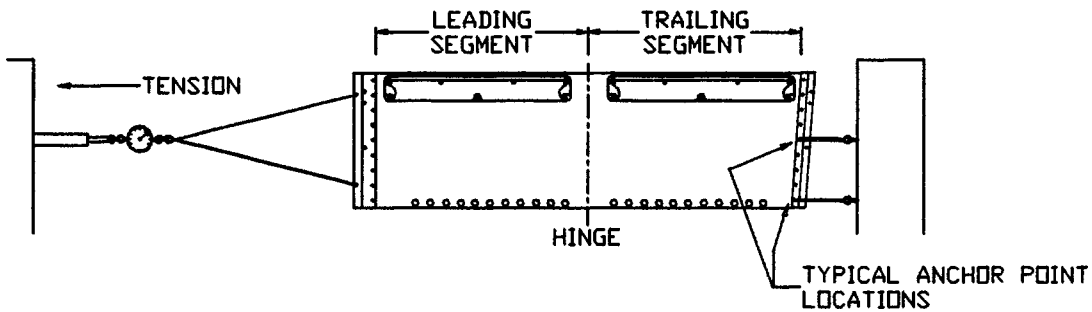 LEADING
SEGMENT
TRAILING
SEGMENT
TENSION
HINGE
TYPICAL ANCHOR POINT
LOCATIONS